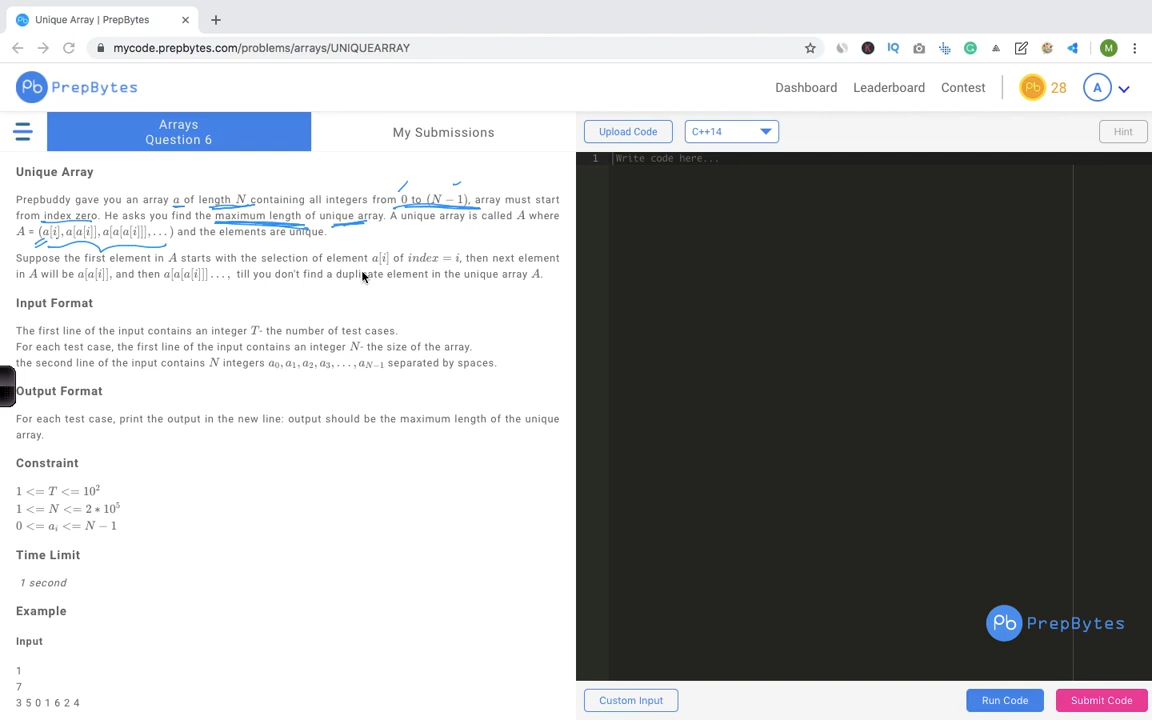 Unique Array | PrepBytes
mycode.prepbytes.com/problems/arrays/UNIQUEARRAY
IQ
M
Pb PrepBytes
Dashboard
Leaderboard
Contest
Pb 28
A
Arrays
Question 6
My Submissions
Upload Code
C++14
Hint
Unique Array
Prepbuddy gave you an array a of length N containing all integers from 0 to (N − 1), array must start
from index zero. He asks you find the maximum length of unique array. A unique array is called A where
A = (a[i], a[a[i]], a[a[a[i]]], . . . ) and the elements are unique.
Suppose the first element in A starts with the selection of element a[i] of index = i, then next element
in A will be a[a[i]], and then a[a[a[i]]] . . . , till you don't find a duplicate element in the unique array A.
Input Format
The first line of the input contains an integer T- the number of test cases.
For each test case, the first line of the input contains an integer N- the size of the array.
the second line of the input contains N integers a₀, a₁, a₂, a₃, . . . , aN−1 separated by spaces.
Output Format
For each test case, print the output in the new line: output should be the maximum length of the unique
array.
Constraint
1 <= T <= 10²
1 <= N <= 2 * 10⁵
0 <= aᵢ <= N − 1
Time Limit
1 second
Example
Input
1
7
3 5 0 1 6 2 4
1
Write code here...
Pb PrepBytes
Custom Input
Run Code
Submit Code